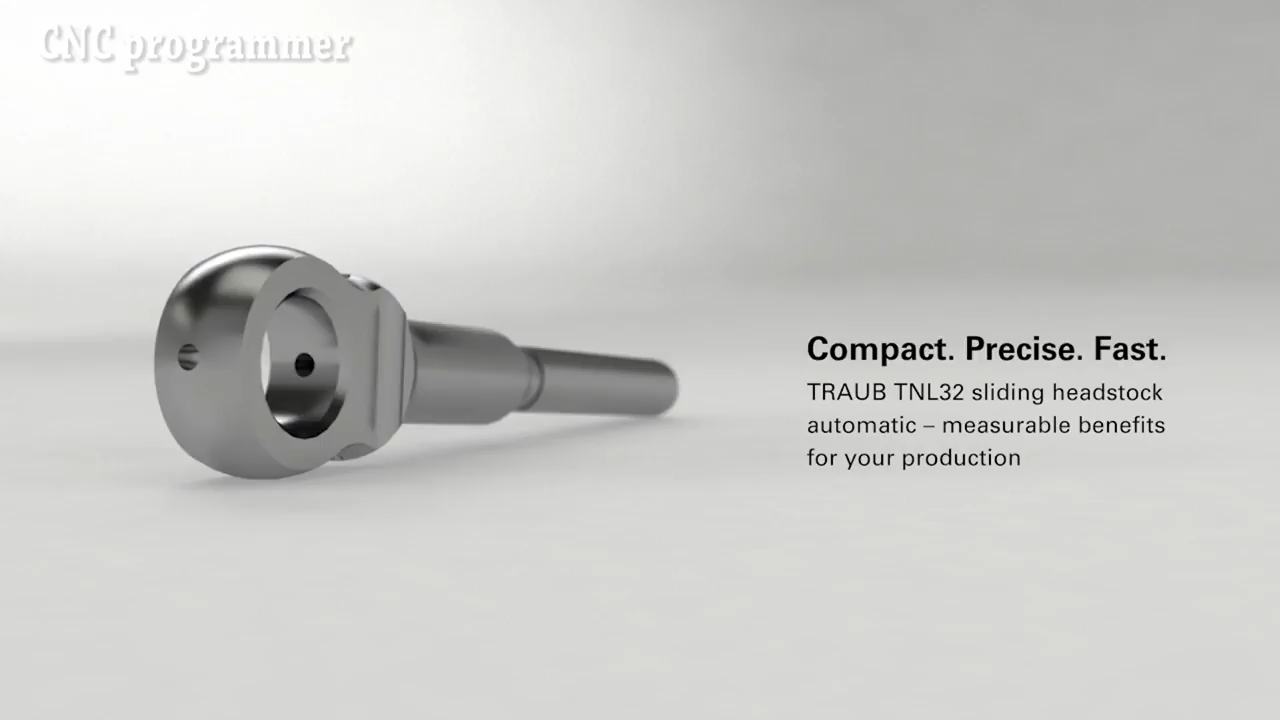 CNC programmer
Compact. Precise. Fast.
TRAUB TNL32 sliding headstock
automatic – measurable benefits
for your production